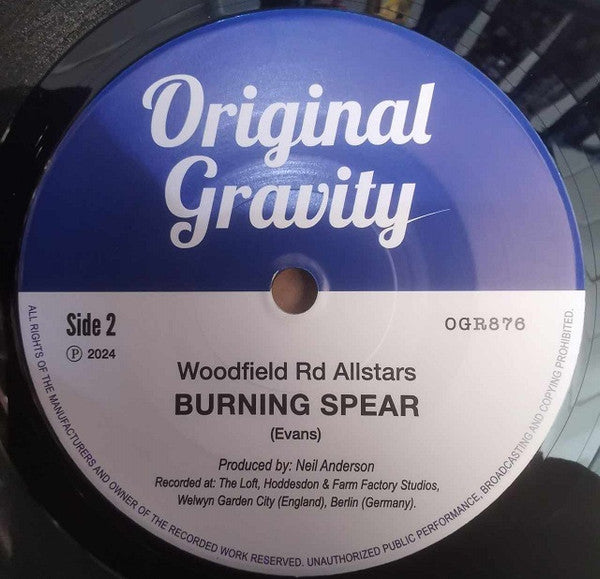 Original
Gravity
Side 2
OGR876
℗ 2024
Woodfield Rd Allstars
BURNING SPEAR
(Evans)
Produced by: Neil Anderson
Recorded at: The Loft, Hoddesdon & Farm Factory Studios,
Welwyn Garden City (England), Berlin (Germany).
ALL RIGHTS OF THE MANUFACTURERS AND OWNER OF THE RECORDED WORK RESERVED. UNAUTHORIZED PUBLIC PERFORMANCE, BROADCASTING AND COPYING PROHIBITED.